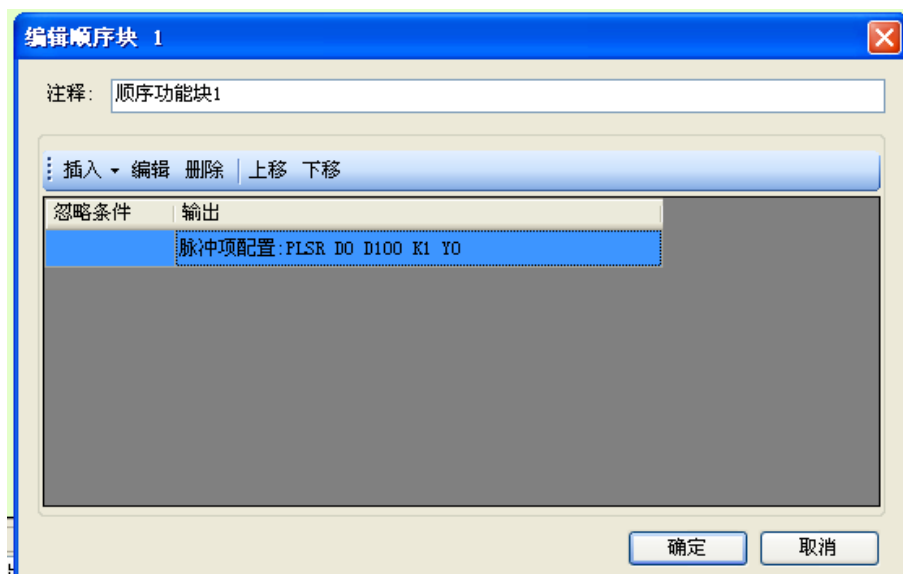 编辑顺序块 1
注释: 顺序功能块1
插入 编辑 删除 上移 下移
忽略条件 输出
脉冲项配置:PLSR D0 D100 K1 Y0
确定 取消